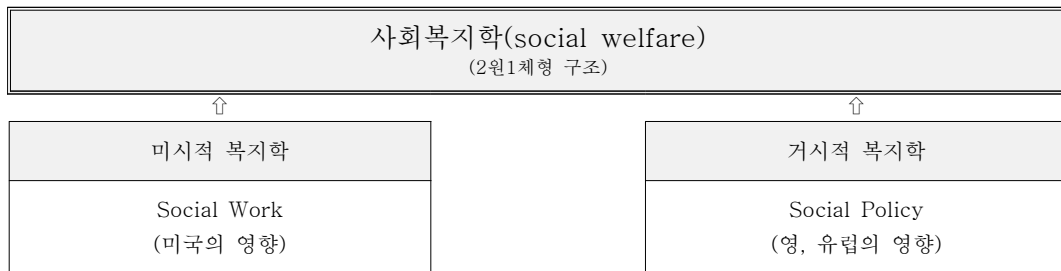 사회복지학(social welfare)
(2원1체형 구조)
⇧ ⇧
미시적 복지학
Social Work
(미국의 영향)
거시적 복지학
Social Policy
(영, 유럽의 영향)